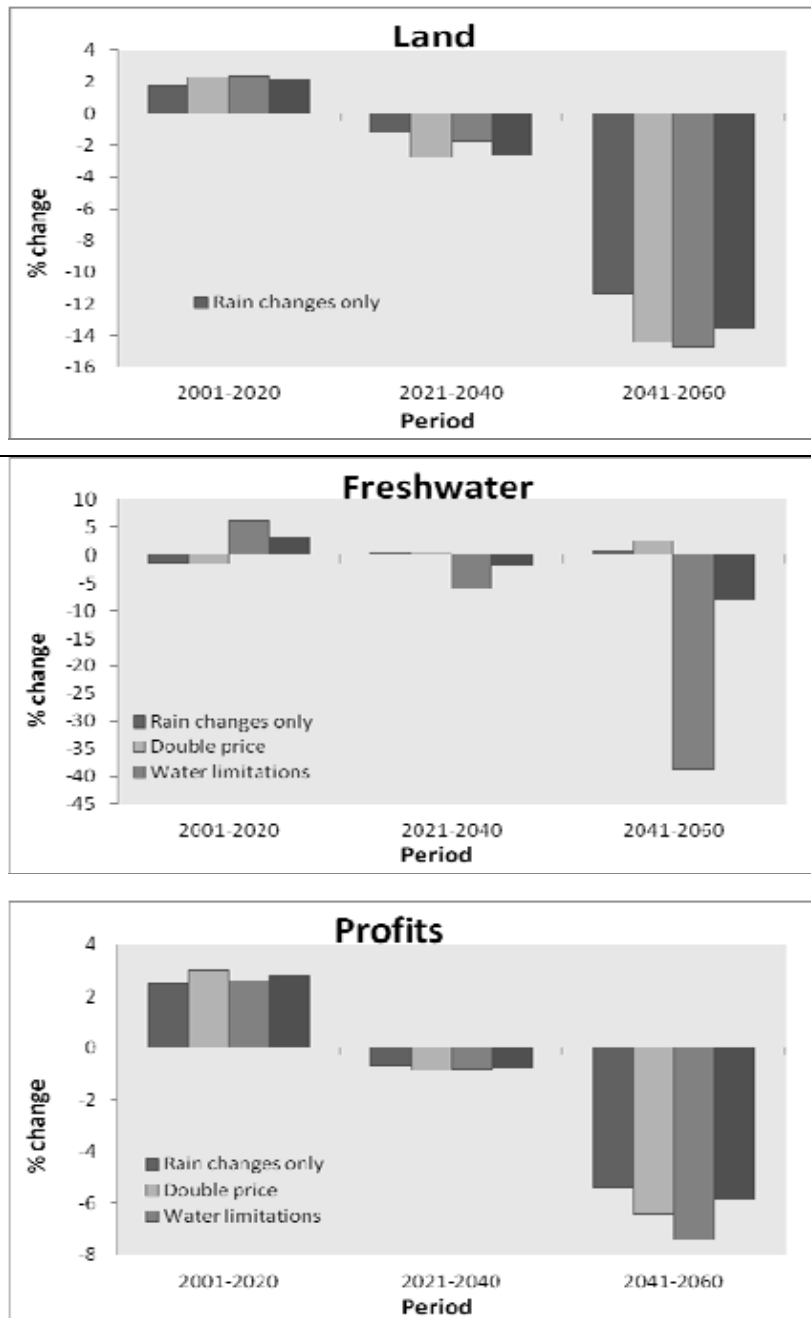 Land
4
2
0
-2
-4
-6
-8
-10
-12
-14
-16
% change
Rain changes only
2001-2020 2021-2040 2041-2060
Period
Freshwater
10
5
0
-5
-10
-15
-20
-25
-30
-35
-40
-45
% change
Rain changes only
Double price
Water limitations
2001-2020 2021-2040 2041-2060
Period
Profits
4
2
0
-2
-4
-6
-8
% change
Rain changes only
Double price
Water limitations
2001-2020 2021-2040 2041-2060
Period